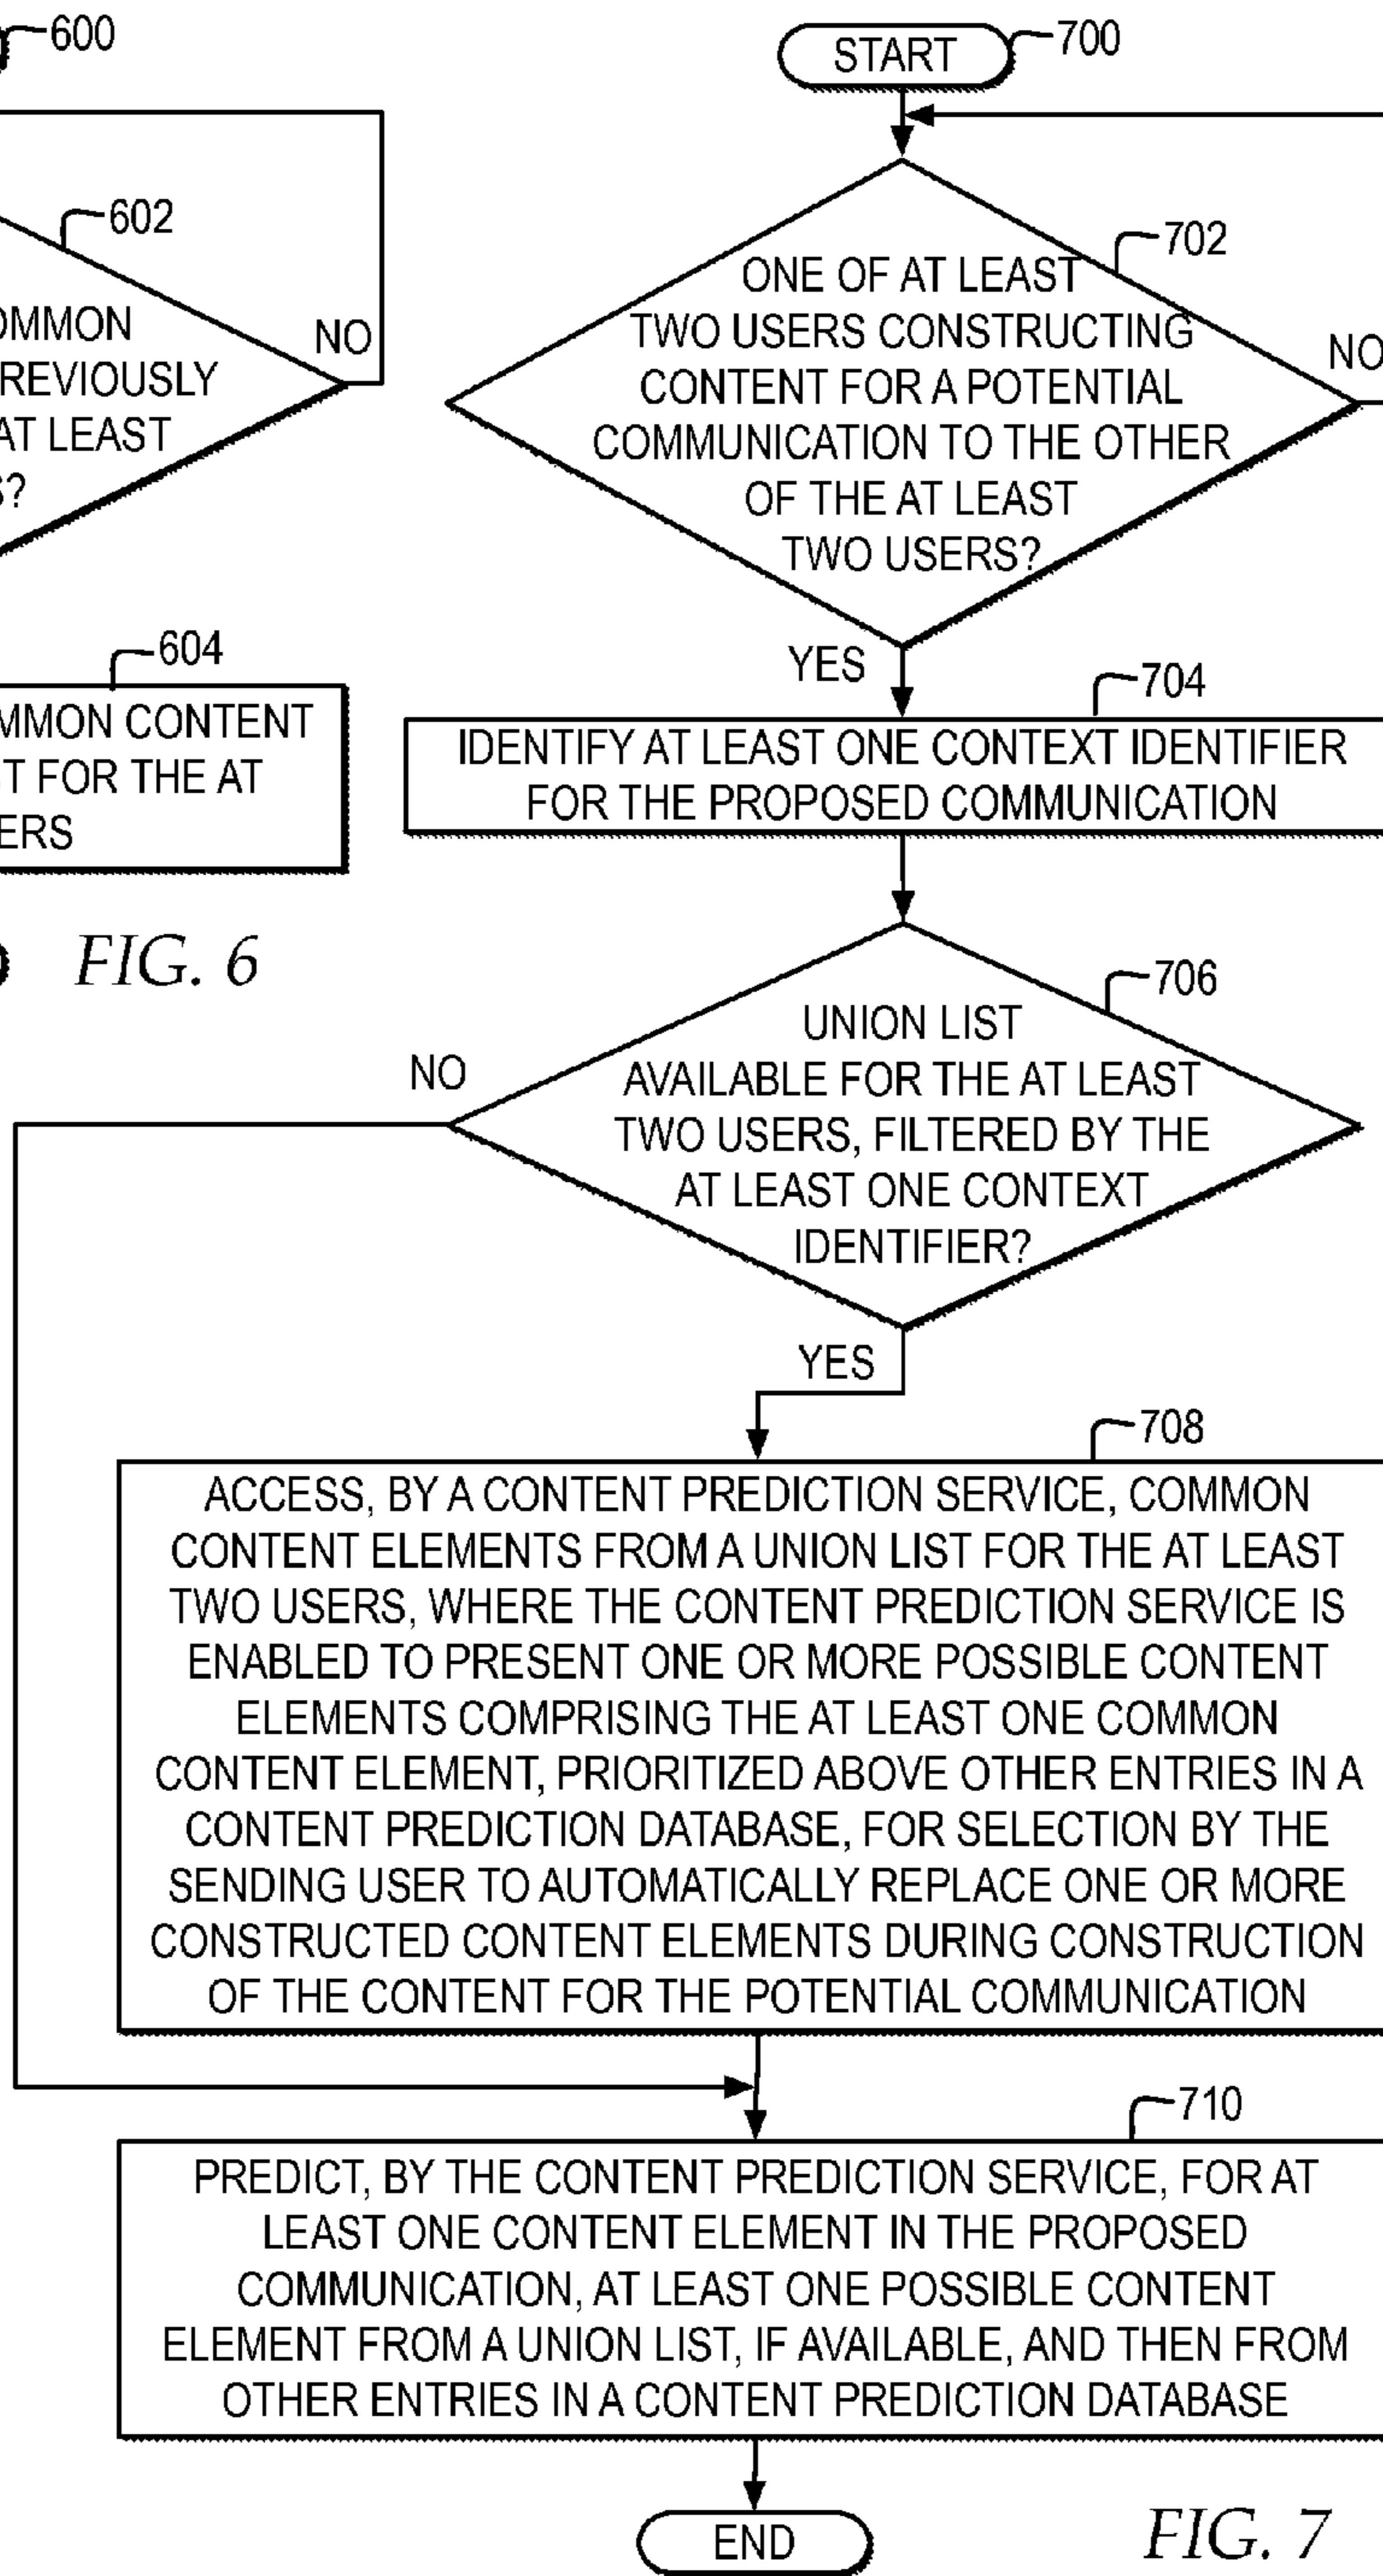 600
602
NO
AT LEAST
604
CONTENT
FOR THE AT
FIG. 6
START
700
702
ONE OF AT LEAST
TWO USERS CONSTRUCTING
CONTENT FOR A POTENTIAL
COMMUNICATION TO THE OTHER
OF THE AT LEAST
TWO USERS?
NO
YES
704
IDENTIFY AT LEAST ONE CONTEXT IDENTIFIER
FOR THE PROPOSED COMMUNICATION
706
UNION LIST
AVAILABLE FOR THE AT LEAST
TWO USERS, FILTERED BY THE
AT LEAST ONE CONTEXT
IDENTIFIER?
NO
YES
708
ACCESS, BY A CONTENT PREDICTION SERVICE, COMMON
CONTENT ELEMENTS FROM A UNION LIST FOR THE AT LEAST
TWO USERS, WHERE THE CONTENT PREDICTION SERVICE IS
ENABLED TO PRESENT ONE OR MORE POSSIBLE CONTENT
ELEMENTS COMPRISING THE AT LEAST ONE COMMON
CONTENT ELEMENT, PRIORITIZED ABOVE OTHER ENTRIES IN A
CONTENT PREDICTION DATABASE, FOR SELECTION BY THE
SENDING USER TO AUTOMATICALLY REPLACE ONE OR MORE
CONSTRUCTED CONTENT ELEMENTS DURING CONSTRUCTION
OF THE CONTENT FOR THE POTENTIAL COMMUNICATION
710
PREDICT, BY THE CONTENT PREDICTION SERVICE, FOR AT
LEAST ONE CONTENT ELEMENT IN THE PROPOSED
COMMUNICATION, AT LEAST ONE POSSIBLE CONTENT
ELEMENT FROM A UNION LIST, IF AVAILABLE, AND THEN FROM
OTHER ENTRIES IN A CONTENT PREDICTION DATABASE
END
FIG. 7